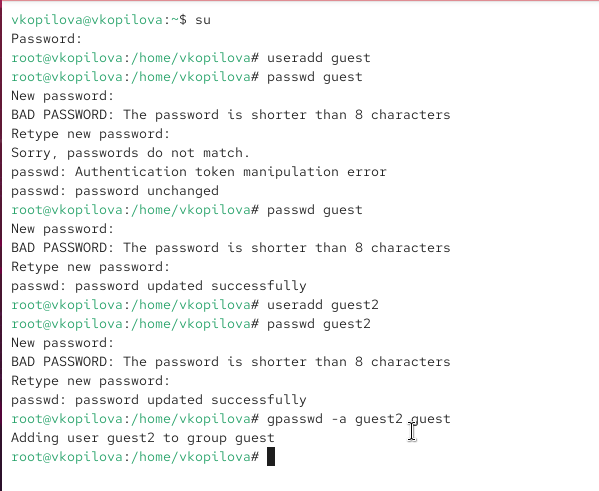 vkopilova@vkopilova:~$ su
Password:
root@vkopilova:/home/vkopilova# useradd guest
root@vkopilova:/home/vkopilova# passwd guest
New password:
BAD PASSWORD: The password is shorter than 8 characters
Retype new password:
Sorry, passwords do not match.
passwd: Authentication token manipulation error
passwd: password unchanged
root@vkopilova:/home/vkopilova# passwd guest
New password:
BAD PASSWORD: The password is shorter than 8 characters
Retype new password:
passwd: password updated successfully
root@vkopilova:/home/vkopilova# useradd guest2
root@vkopilova:/home/vkopilova# passwd guest2
New password:
BAD PASSWORD: The password is shorter than 8 characters
Retype new password:
passwd: password updated successfully
root@vkopilova:/home/vkopilova# gpasswd -a guest2 guest
Adding user guest2 to group guest
root@vkopilova:/home/vkopilova#